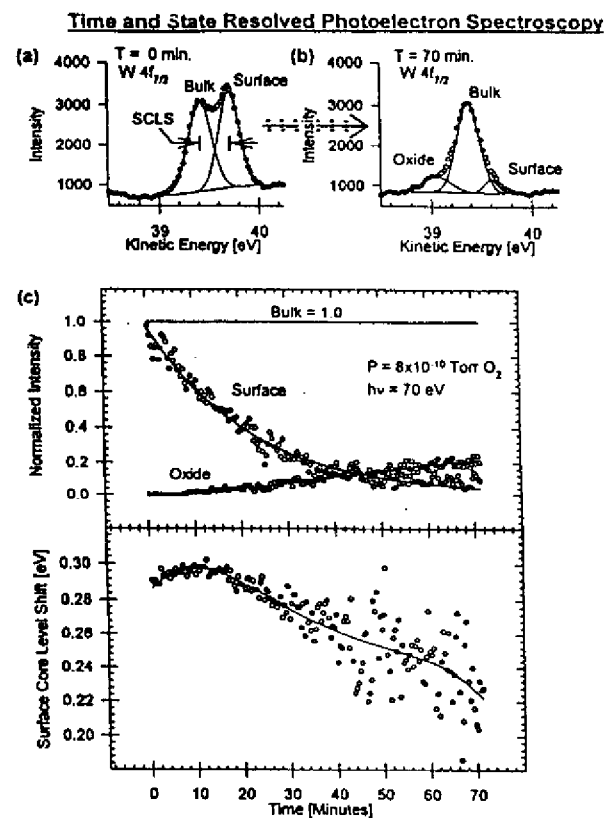 Time and State Resolved Photoelectron Spectroscopy
(a)
T = 0 min.
W 4f7/2
Bulk
Surface
SCLS
4000
3000
2000
1000
Intensity
39
40
Kinetic Energy [eV]
(b)
T = 70 min.
W 4f7/2
Bulk
Oxide
Surface
4000
3000
2000
1000
Intensity
39
40
Kinetic Energy [eV]
(c)
Bulk = 1.0
P = 8x10-10 Torr O2
hν = 70 eV
Surface
Oxide
1.0
0.8
0.6
0.4
0.2
0.0
Normalized Intensity
0.30
0.28
0.26
0.24
0.22
0.20
Surface Core Level Shift [eV]
0 10 20 30 40 50 60 70 80
Time [Minutes]